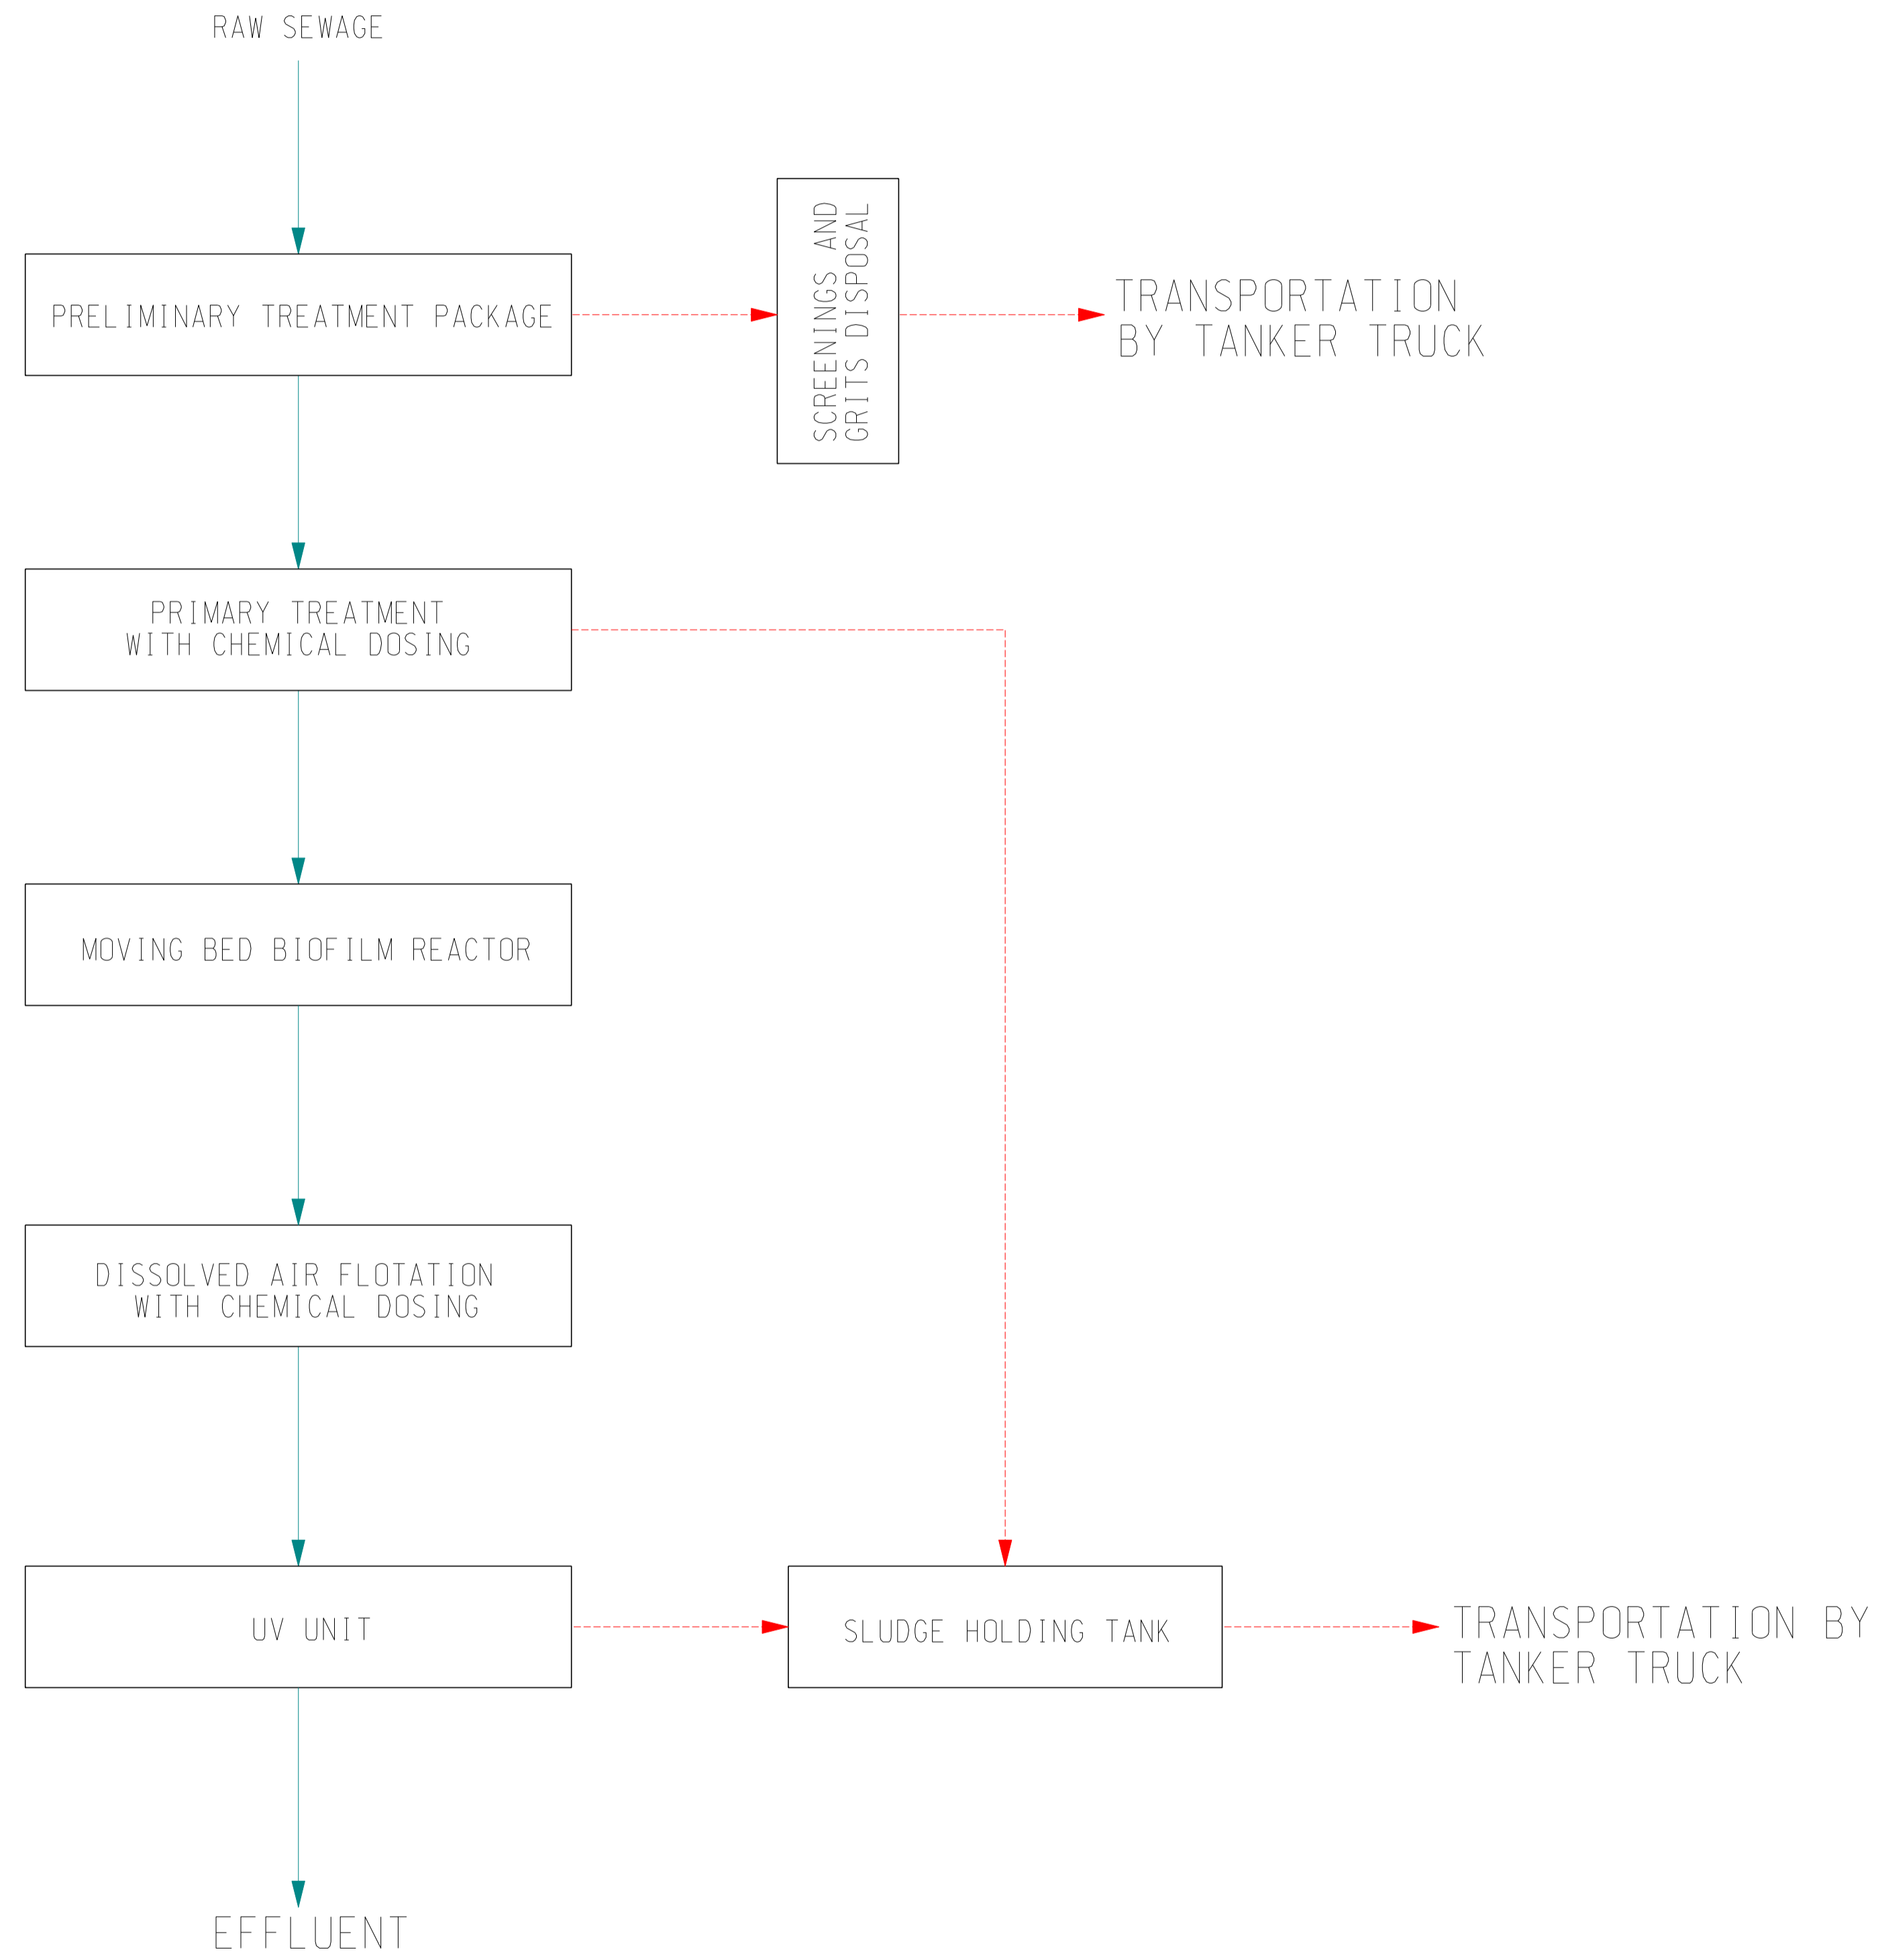 RAW SEWAGE
PRELIMINARY TREATMENT PACKAGE
SCREENINGS AND
GRITS DISPOSAL
TRANSPORTATION
BY TANKER TRUCK
PRIMARY TREATMENT
WITH CHEMICAL DOSING
MOVING BED BIOFILM REACTOR
DISSOLVED AIR FLOTATION
WITH CHEMICAL DOSING
UV UNIT
SLUDGE HOLDING TANK
TRANSPORTATION BY
TANKER TRUCK
EFFLUENT